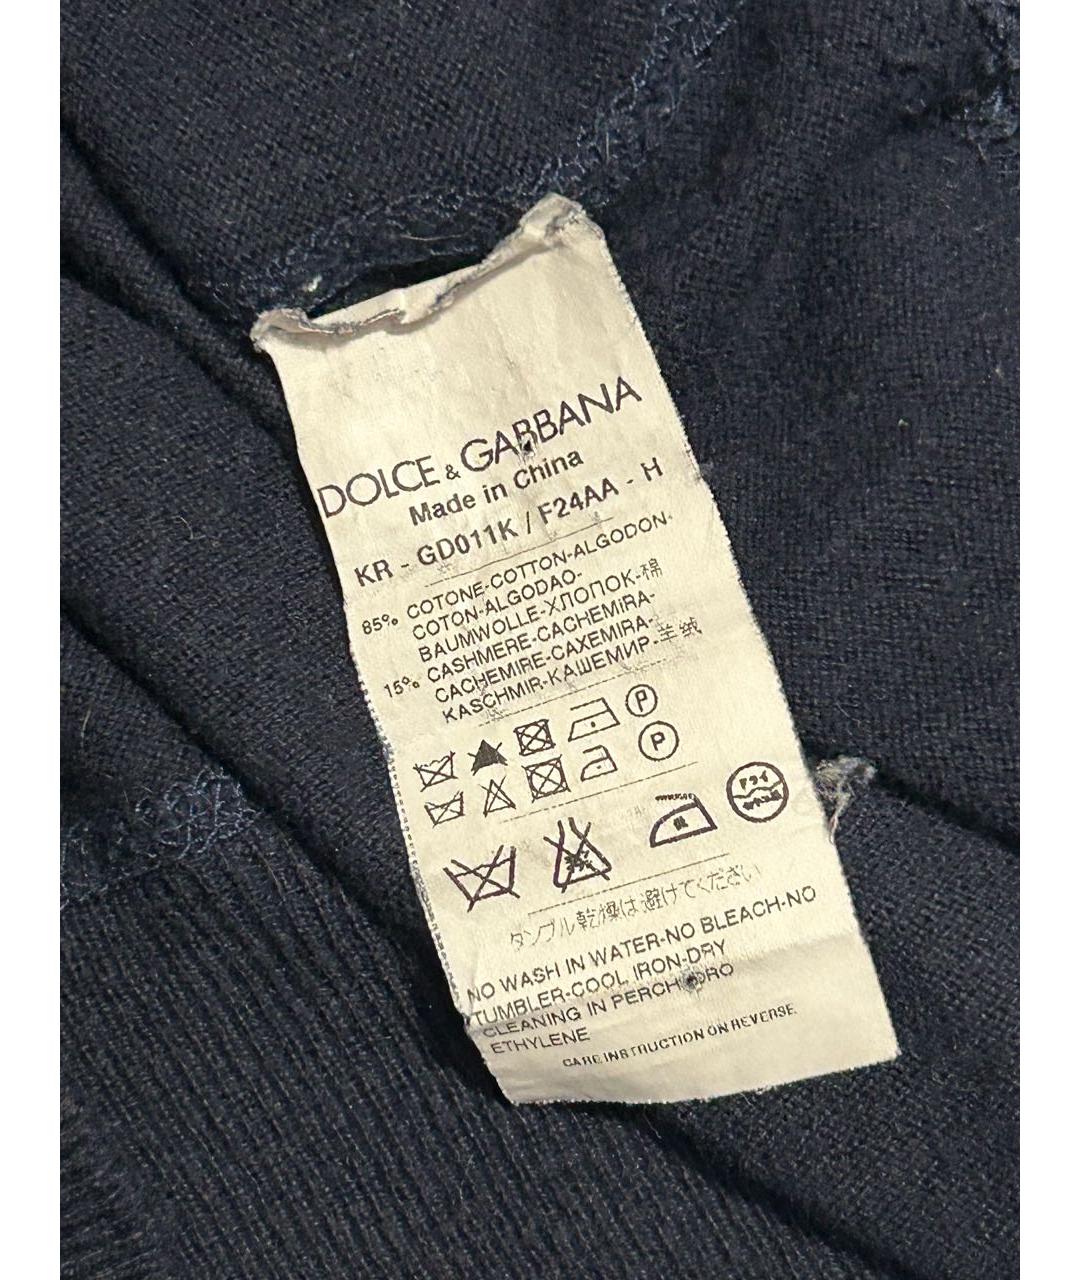 DOLCE & GABBANA
Made in China
KR - GD011K / F24AA - H
85% COTONE-COTTON-ALGODON-
COTON-ALGODAO-
BAUMWOLLE-ХЛОПОК-棉
15% CASHMERE-CACHEMIRA-
CACHEMIRE-CAXEMIRA-
KASCHMIR-КАШЕМИР-羊绒
P
P
ドライ
タンブル乾燥は避けてください
NO WASH IN WATER-NO BLEACH-NO
TUMBLER-COOL IRON-DRY
CLEANING IN PERCHLORO
ETHYLENE
CARE INSTRUCTION ON REVERSE.